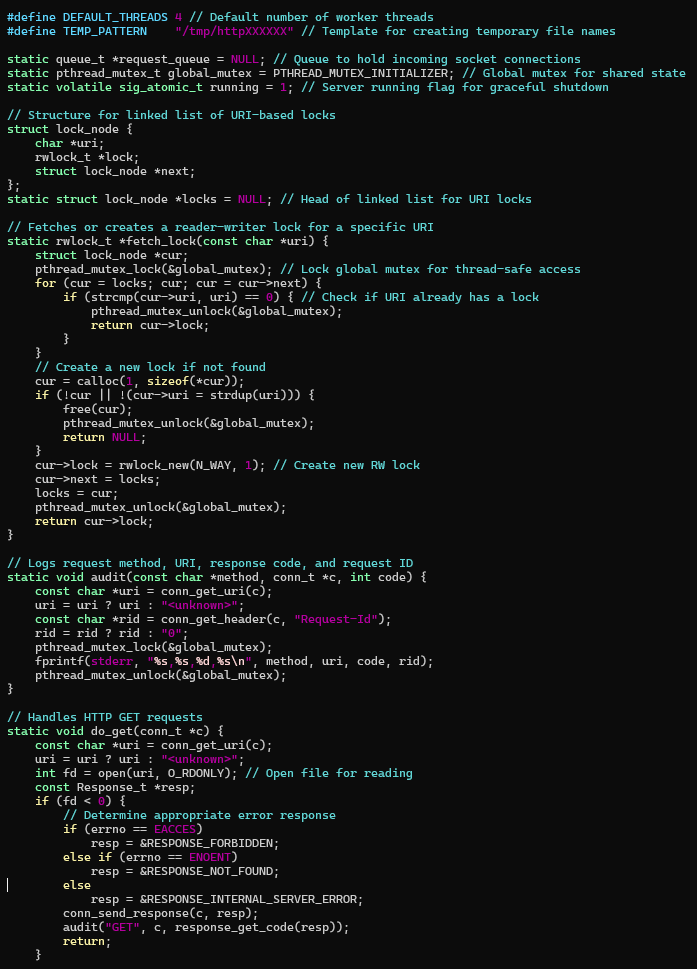 #define DEFAULT_THREADS 4 // Default number of worker threads
#define TEMP_PATTERN    "/tmp/httpXXXXXX" // Template for creating temporary file names

static queue_t *request_queue = NULL; // Queue to hold incoming socket connections
static pthread_mutex_t global_mutex = PTHREAD_MUTEX_INITIALIZER; // Global mutex for shared state
static volatile sig_atomic_t running = 1; // Server running flag for graceful shutdown

// Structure for linked list of URI-based locks
struct lock_node {
    char *uri;
    rwlock_t *lock;
    struct lock_node *next;
};
static struct lock_node *locks = NULL; // Head of linked list for URI locks

// Fetches or creates a reader-writer lock for a specific URI
static rwlock_t *fetch_lock(const char *uri) {
    struct lock_node *cur;
    pthread_mutex_lock(&global_mutex); // Lock global mutex for thread-safe access
    for (cur = locks; cur; cur = cur->next) {
        if (strcmp(cur->uri, uri) == 0) { // Check if URI already has a lock
            pthread_mutex_unlock(&global_mutex);
            return cur->lock;
        }
    }
    // Create a new lock if not found
    cur = calloc(1, sizeof(*cur));
    if (!cur || !(cur->uri = strdup(uri))) {
        free(cur);
        pthread_mutex_unlock(&global_mutex);
        return NULL;
    }
    cur->lock = rwlock_new(N_WAY, 1); // Create new RW lock
    cur->next = locks;
    locks = cur;
    pthread_mutex_unlock(&global_mutex);
    return cur->lock;
}

// Logs request method, URI, response code, and request ID
static void audit(const char *method, conn_t *c, int code) {
    const char *uri = conn_get_uri(c);
    uri = uri ? uri : "<unknown>";
    const char *rid = conn_get_header(c, "Request-Id");
    rid = rid ? rid : "0";
    pthread_mutex_lock(&global_mutex);
    fprintf(stderr, "%s,%s,%d,%s\n", method, uri, code, rid);
    pthread_mutex_unlock(&global_mutex);
}

// Handles HTTP GET requests
static void do_get(conn_t *c) {
    const char *uri = conn_get_uri(c);
    uri = uri ? uri : "<unknown>";
    int fd = open(uri, O_RDONLY); // Open file for reading
    const Response_t *resp;
    if (fd < 0) {
        // Determine appropriate error response
        if (errno == EACCES)
            resp = &RESPONSE_FORBIDDEN;
        else if (errno == ENOENT)
            resp = &RESPONSE_NOT_FOUND;
        else
            resp = &RESPONSE_INTERNAL_SERVER_ERROR;
        conn_send_response(c, resp);
        audit("GET", c, response_get_code(resp));
        return;
    }